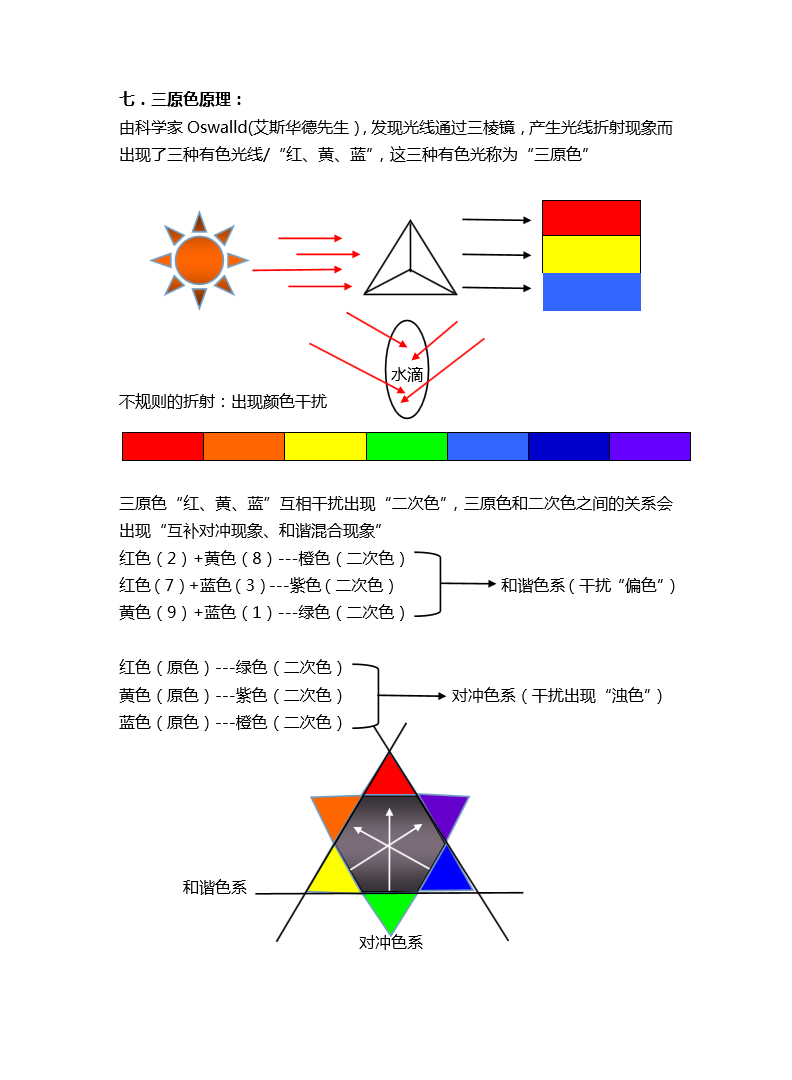 七．三原色原理：
由科学家 Oswalld(艾斯华德先生），发现光线通过三棱镜，产生光线折射现象而
出现了三种有色光线/“红、黄、蓝”，这三种有色光称为“三原色”
水滴
不规则的折射：出现颜色干扰
三原色“红、黄、蓝”互相干扰出现“二次色”，三原色和二次色之间的关系会
出现“互补对冲现象、和谐混合现象”
红色（2）+黄色（8）---橙色（二次色）
红色（7）+蓝色（3）---紫色（二次色） 和谐色系（干扰“偏色”）
黄色（9）+蓝色（1）---绿色（二次色）
红色（原色）---绿色（二次色）
黄色（原色）---紫色（二次色） 对冲色系（干扰出现“浊色”）
蓝色（原色）---橙色（二次色）
和谐色系
对冲色系